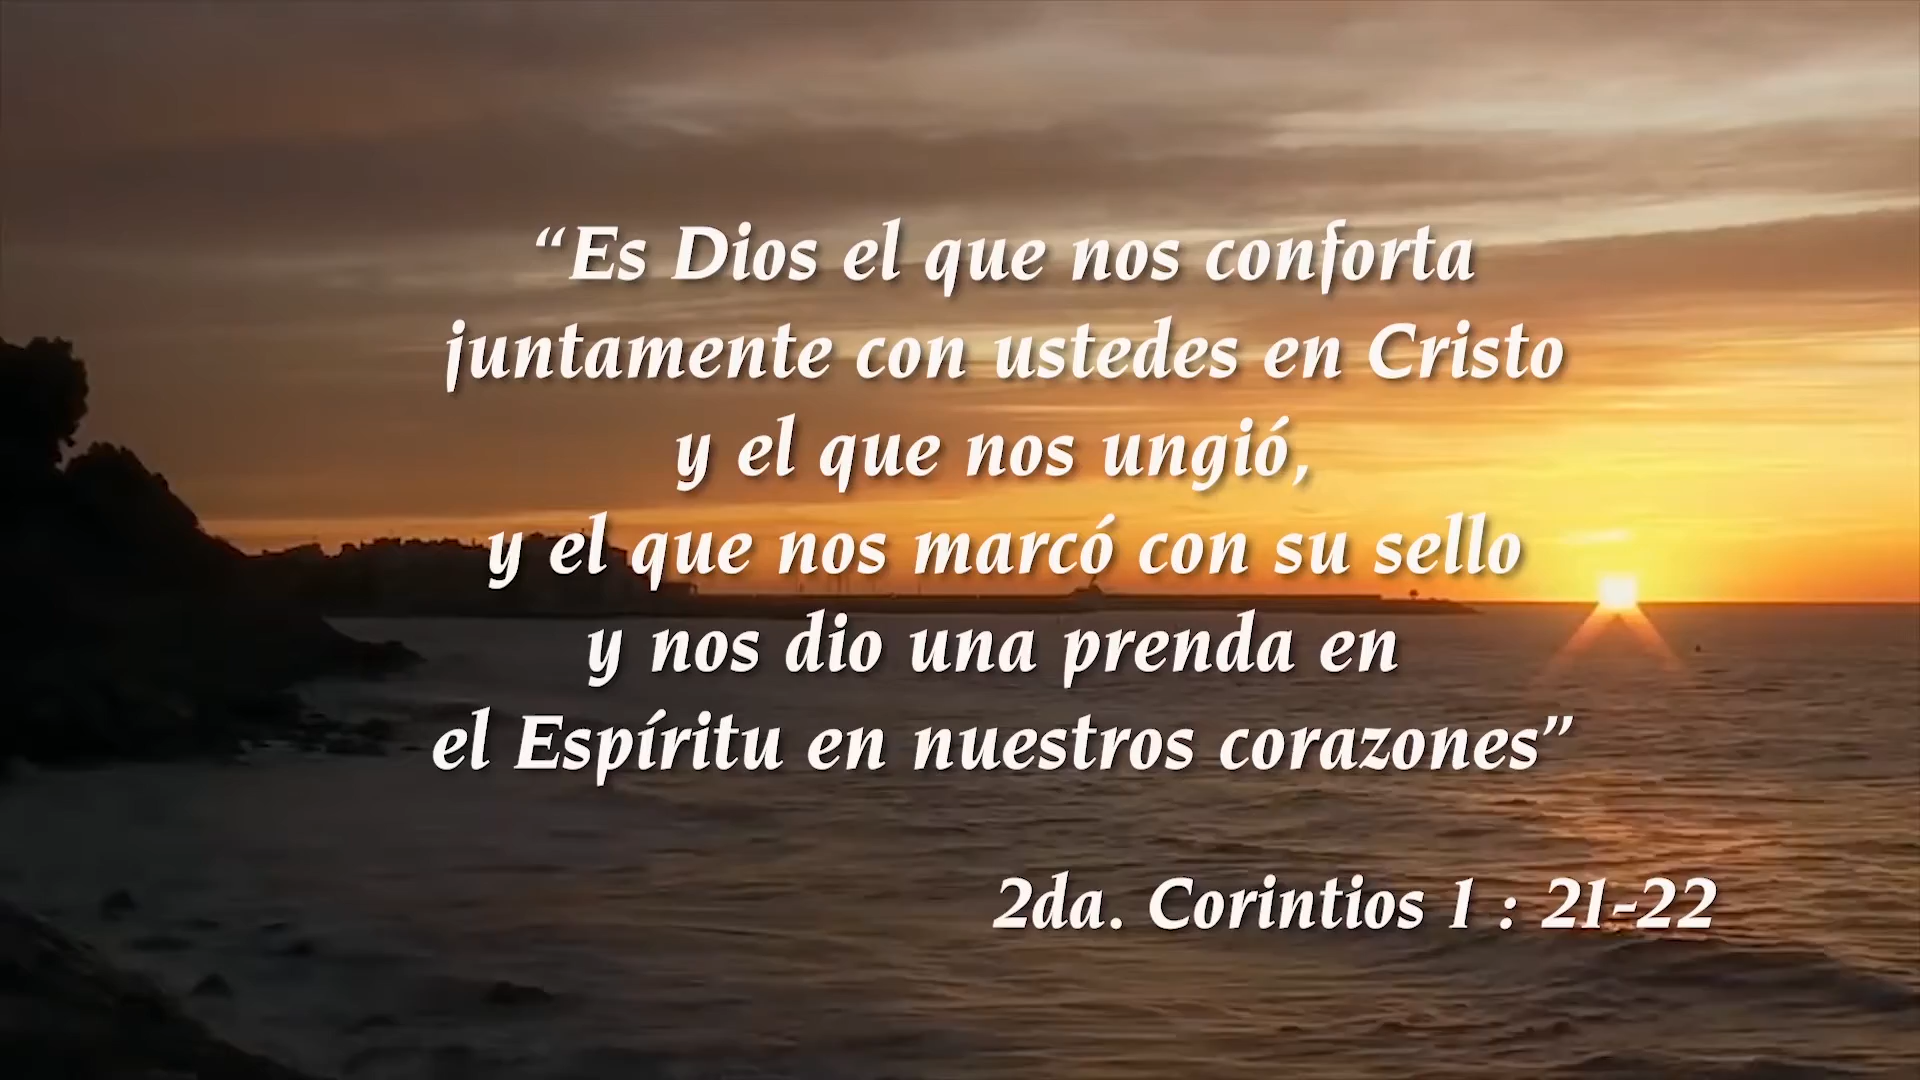 “Es Dios el que nos conforta
juntamente con ustedes en Cristo
y el que nos ungió,
y el que nos marcó con su sello
y nos dio una prenda en
el Espíritu en nuestros corazones”
2da. Corintios 1 : 21-22